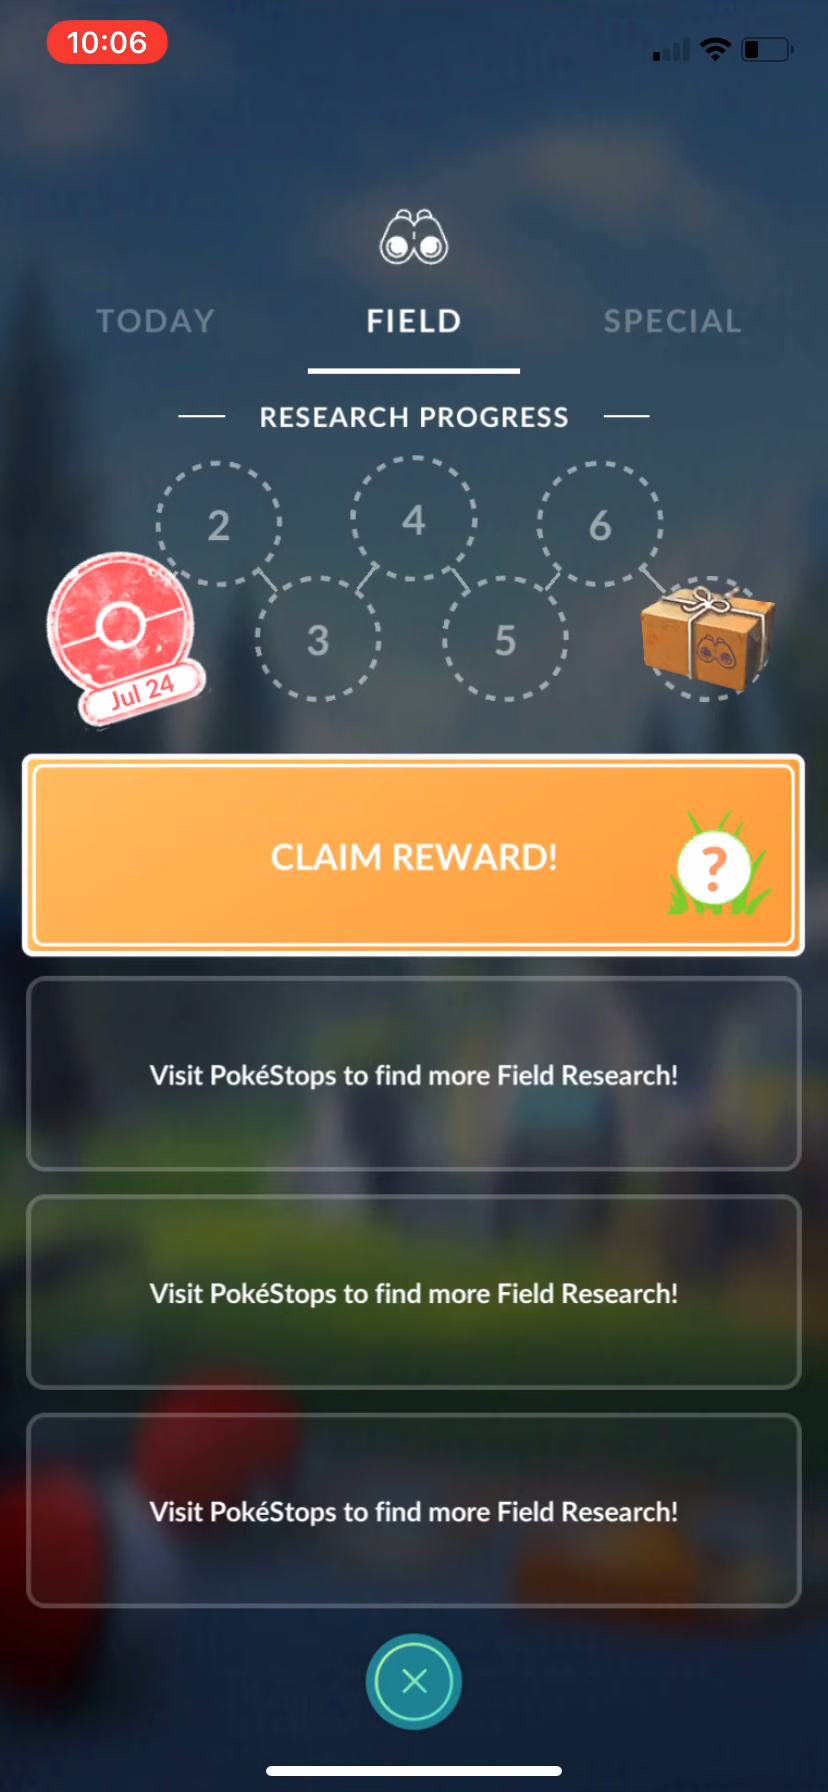 10:06
TODAY
FIELD
SPECIAL
RESEARCH PROGRESS
2
4
6
3
5
Jul 24
CLAIM REWARD!
?
Visit PokéStops to find more Field Research!
Visit PokéStops to find more Field Research!
Visit PokéStops to find more Field Research!